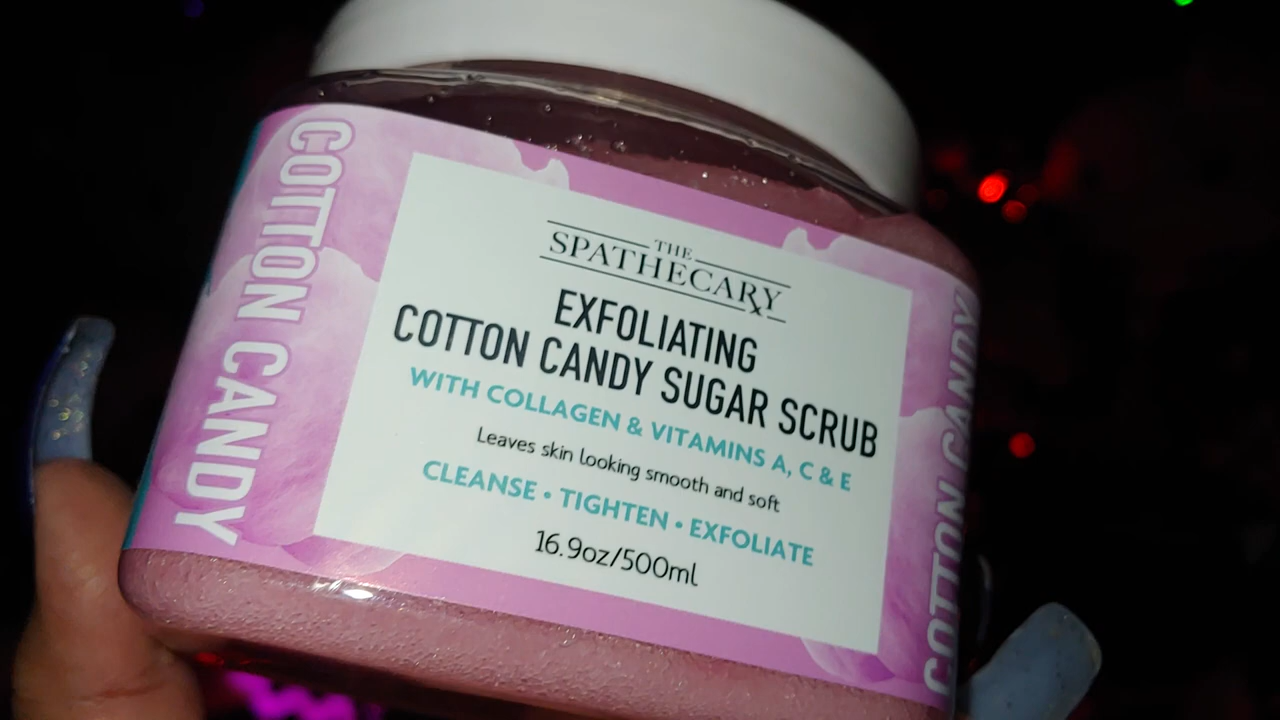 COTTON CANDY
THE
SPATHECARY
EXFOLIATING
COTTON CANDY SUGAR SCRUB
WITH COLLAGEN & VITAMINS A, C & E
Leaves skin looking smooth and soft
CLEANSE • TIGHTEN • EXFOLIATE
16.9oz/500ml
COTTON CANDY